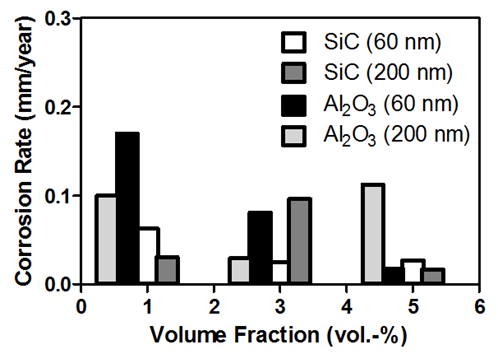 0.3
0.2
0.1
0.0
Corrosion Rate (mm/year)
SiC (60 nm)
SiC (200 nm)
Al₂O₃ (60 nm)
Al₂O₃ (200 nm)
0 1 2 3 4 5 6
Volume Fraction (vol.-%)